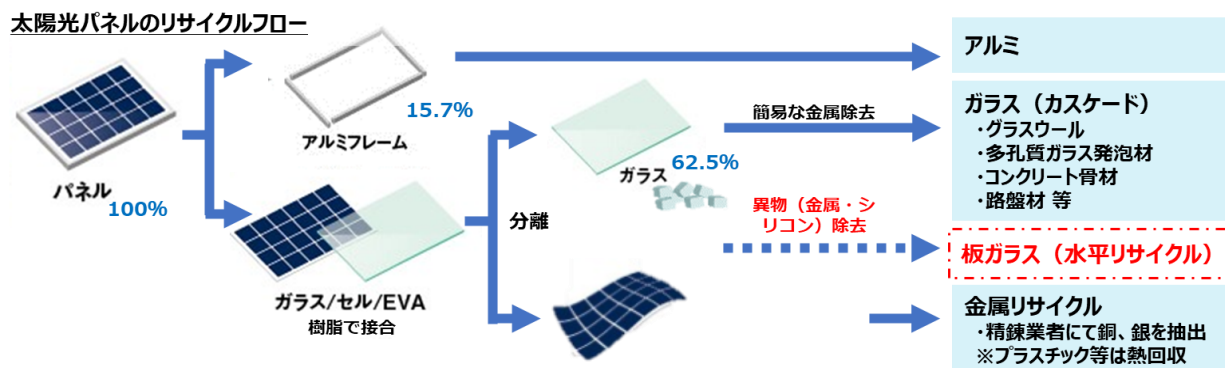 太陽光パネルのリサイクルフロー
パネル
100%
アルミフレーム
15.7%
ガラス/セル/EVA
樹脂で接合
分離
ガラス
62.5%
簡易な金属除去
異物（金属・シ
リコン）除去
アルミ
ガラス（カスケード）
・グラスウール
・多孔質ガラス発泡材
・コンクリート骨材
・路盤材 等
板ガラス（水平リサイクル）
金属リサイクル
・精錬業者にて銅、銀を抽出
※プラスチック等は熱回収